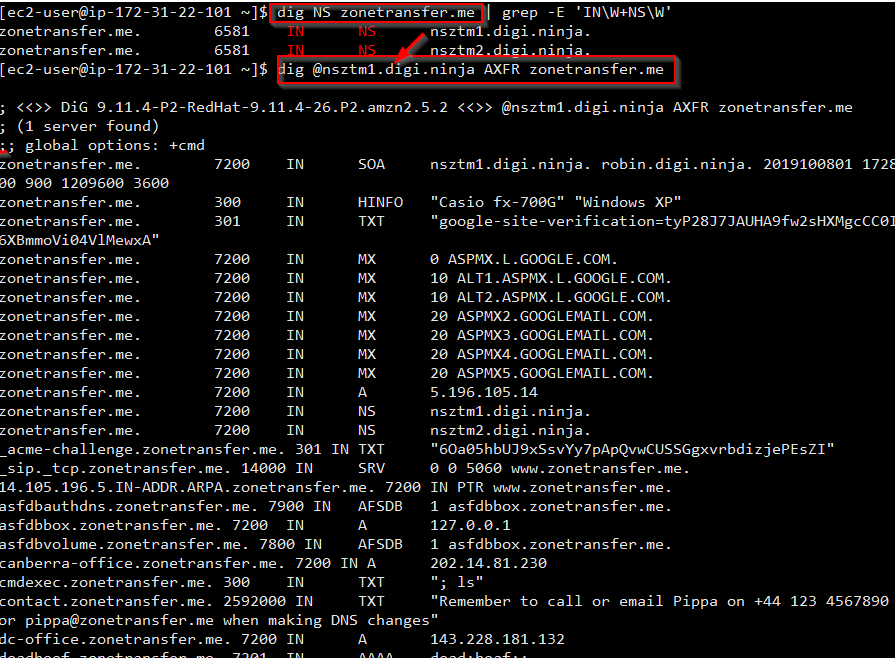 [ec2-user@ip-172-31-22-101 ~]$ dig NS zonetransfer.me | grep -E 'IN\W+NS\W'
zonetransfer.me. 6581 IN NS nsztm1.digi.ninja.
zonetransfer.me. 6581 IN NS nsztm2.digi.ninja.
[ec2-user@ip-172-31-22-101 ~]$ dig @nsztm1.digi.ninja AXFR zonetransfer.me
; <<>> DiG 9.11.4-P2-RedHat-9.11.4-26.P2.amzn2.5.2 <<>> @nsztm1.digi.ninja AXFR zonetransfer.me
; (1 server found)
;; global options: +cmd
zonetransfer.me. 7200 IN SOA nsztm1.digi.ninja. robin.digi.ninja. 2019100801 1728
00 900 1209600 3600
zonetransfer.me. 300 IN HINFO "Casio fx-700G" "Windows XP"
zonetransfer.me. 301 IN TXT "google-site-verification=tyP28J7JAUHA9fw2sHXMgcCC0I
6XBmmoVi04VlMewxA"
zonetransfer.me. 7200 IN MX 0 ASPMX.L.GOOGLE.COM.
zonetransfer.me. 7200 IN MX 10 ALT1.ASPMX.L.GOOGLE.COM.
zonetransfer.me. 7200 IN MX 10 ALT2.ASPMX.L.GOOGLE.COM.
zonetransfer.me. 7200 IN MX 20 ASPMX2.GOOGLEMAIL.COM.
zonetransfer.me. 7200 IN MX 20 ASPMX3.GOOGLEMAIL.COM.
zonetransfer.me. 7200 IN MX 20 ASPMX4.GOOGLEMAIL.COM.
zonetransfer.me. 7200 IN MX 20 ASPMX5.GOOGLEMAIL.COM.
zonetransfer.me. 7200 IN A 5.196.105.14
zonetransfer.me. 7200 IN NS nsztm1.digi.ninja.
zonetransfer.me. 7200 IN NS nsztm2.digi.ninja.
_acme-challenge.zonetransfer.me. 301 IN TXT "6Oa05hbUJ9xSsvYy7pApQvwCUSSGgxvrbdizjePEsZI"
_sip._tcp.zonetransfer.me. 14000 IN SRV 0 0 5060 www.zonetransfer.me.
14.105.196.5.IN-ADDR.ARPA.zonetransfer.me. 7200 IN PTR www.zonetransfer.me.
asfdbauthdns.zonetransfer.me. 7900 IN AFSDB 1 asfdbbox.zonetransfer.me.
asfdbbox.zonetransfer.me. 7200 IN A 127.0.0.1
asfdbvolume.zonetransfer.me. 7800 IN AFSDB 1 asfdbbox.zonetransfer.me.
canberra-office.zonetransfer.me. 7200 IN A 202.14.81.230
cmdexec.zonetransfer.me. 300 IN TXT "; ls"
contact.zonetransfer.me. 2592000 IN TXT "Remember to call or email Pippa on +44 123 4567890
or pippa@zonetransfer.me when making DNS changes"
dc-office.zonetransfer.me. 7200 IN A 143.228.181.132
deadbeef.zonetransfer.me. 7201 IN AAAA dead:beef::